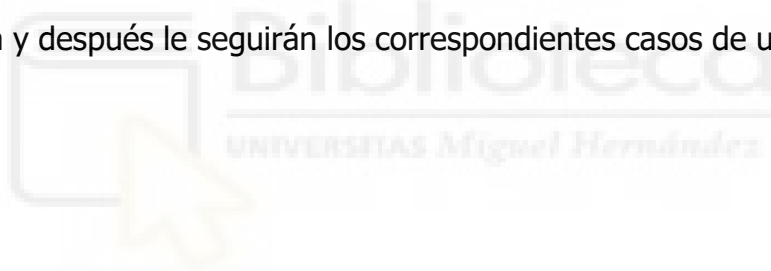 y después le seguirán los correspondientes casos de u
Biblioteca
UNIVERSITAS Miguel Hernández